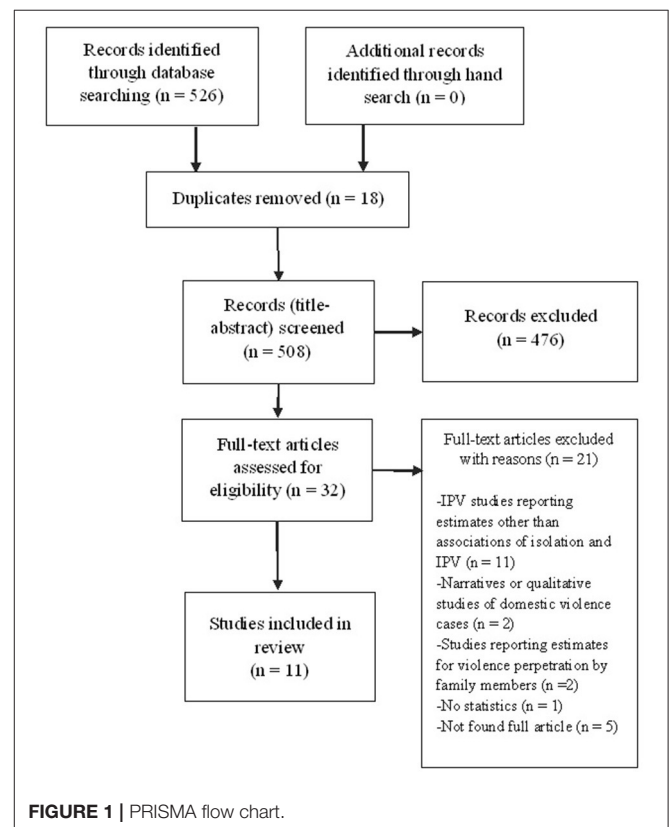 Records identified
through database
searching (n = 526)
Additional records
identified through hand
search (n = 0)
Duplicates removed (n = 18)
Records (title-
abstract) screened
(n = 508)
Records excluded
(n = 476)
Full-text articles
assessed for
eligibility (n = 32)
Full-text articles excluded
with reasons (n = 21)
-IPV studies reporting
estimates other than
associations of isolation and
IPV (n = 11)
-Narratives or qualitative
studies of domestic violence
cases (n = 2)
-Studies reporting estimates
for violence perpetration by
family members (n =2)
-No statistics (n = 1)
-Not found full article (n = 5)
Studies included in
review
(n = 11)
FIGURE 1 | PRISMA flow chart.